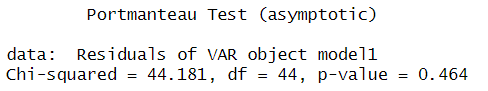 Portmanteau Test (asymptotic)
data:  Residuals of VAR object model1
Chi-squared = 44.181, df = 44, p-value = 0.464